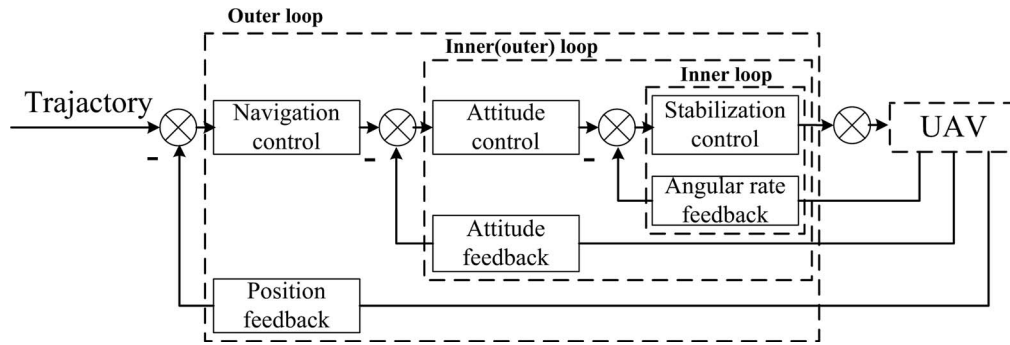 Outer loop
Inner(outer) loop
Inner loop
Trajactory
Navigation
control
Attitude
control
Stabilization
control
UAV
-
-
-
Angular rate
feedback
Attitude
feedback
Position
feedback